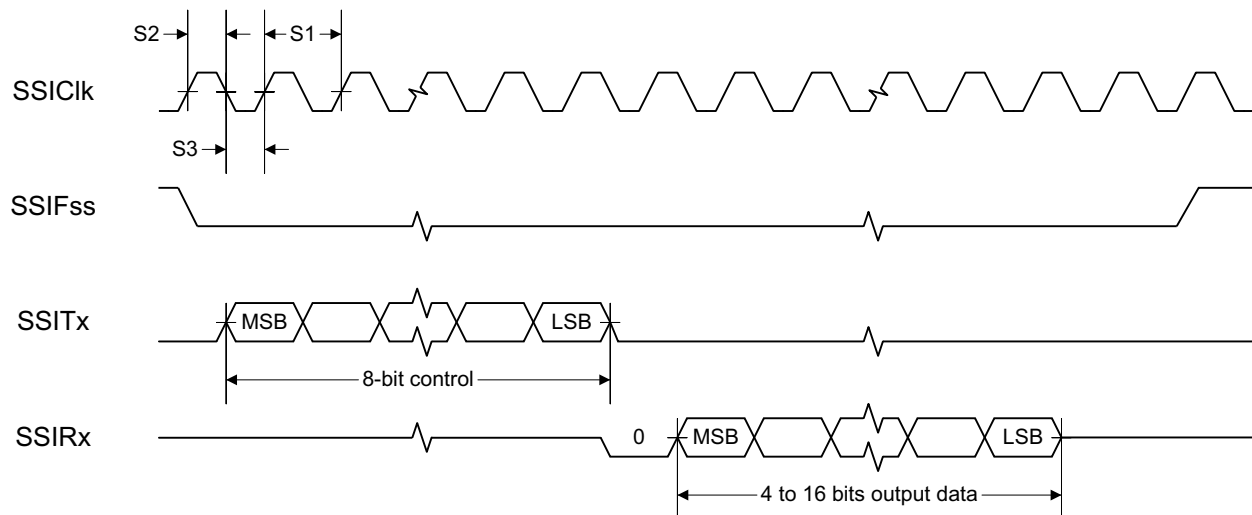 S2
S1
SSIClk
S3
SSIFss
SSITx
MSB
LSB
8-bit control
SSIRx
0
MSB
LSB
4 to 16 bits output data